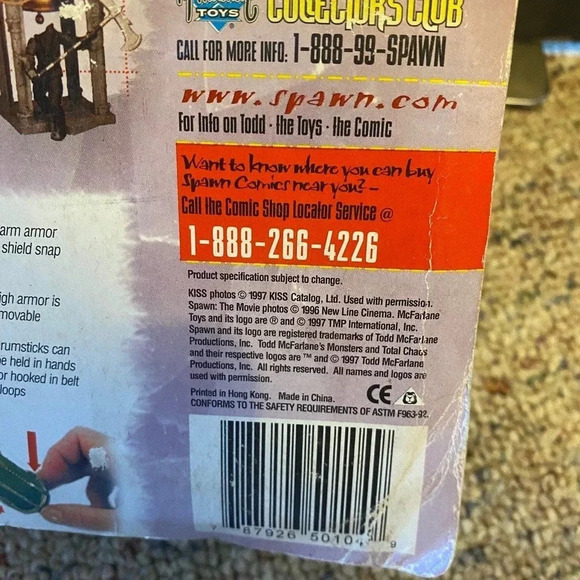 TOYS
COLLECTORS CLUB
CALL FOR MORE INFO: 1-888-99-SPAWN
www.spawn.com
For Info on Todd · the Toys · the Comic
Want to know where you can buy
Spawn Comics near you? –
Call the Comic Shop Locator Service @
1-888-266-4226
Product specification subject to change.
KISS photos © 1997 KISS Catalog, Ltd. Used with permission.
Spawn: The Movie photos © 1996 New Line Cinema. McFarlane
Toys and its logo are ® and © 1997 TMP International, Inc.
Spawn and its logo are registered trademarks of Todd McFarlane
Productions, Inc. Todd McFarlane's Monsters and Total Chaos
and their respective logos are ™ and © 1997 Todd McFarlane
Productions, Inc. All rights reserved. All names and logos are
used with permission.
Printed in Hong Kong. Made in China.
CE
CONFORMS TO THE SAFETY REQUIREMENTS OF ASTM F963-92.
7 87926 50104 9
arm armor
shield snap
igh armor is
movable
rumsticks can
e held in hands
or hooked in belt
loops